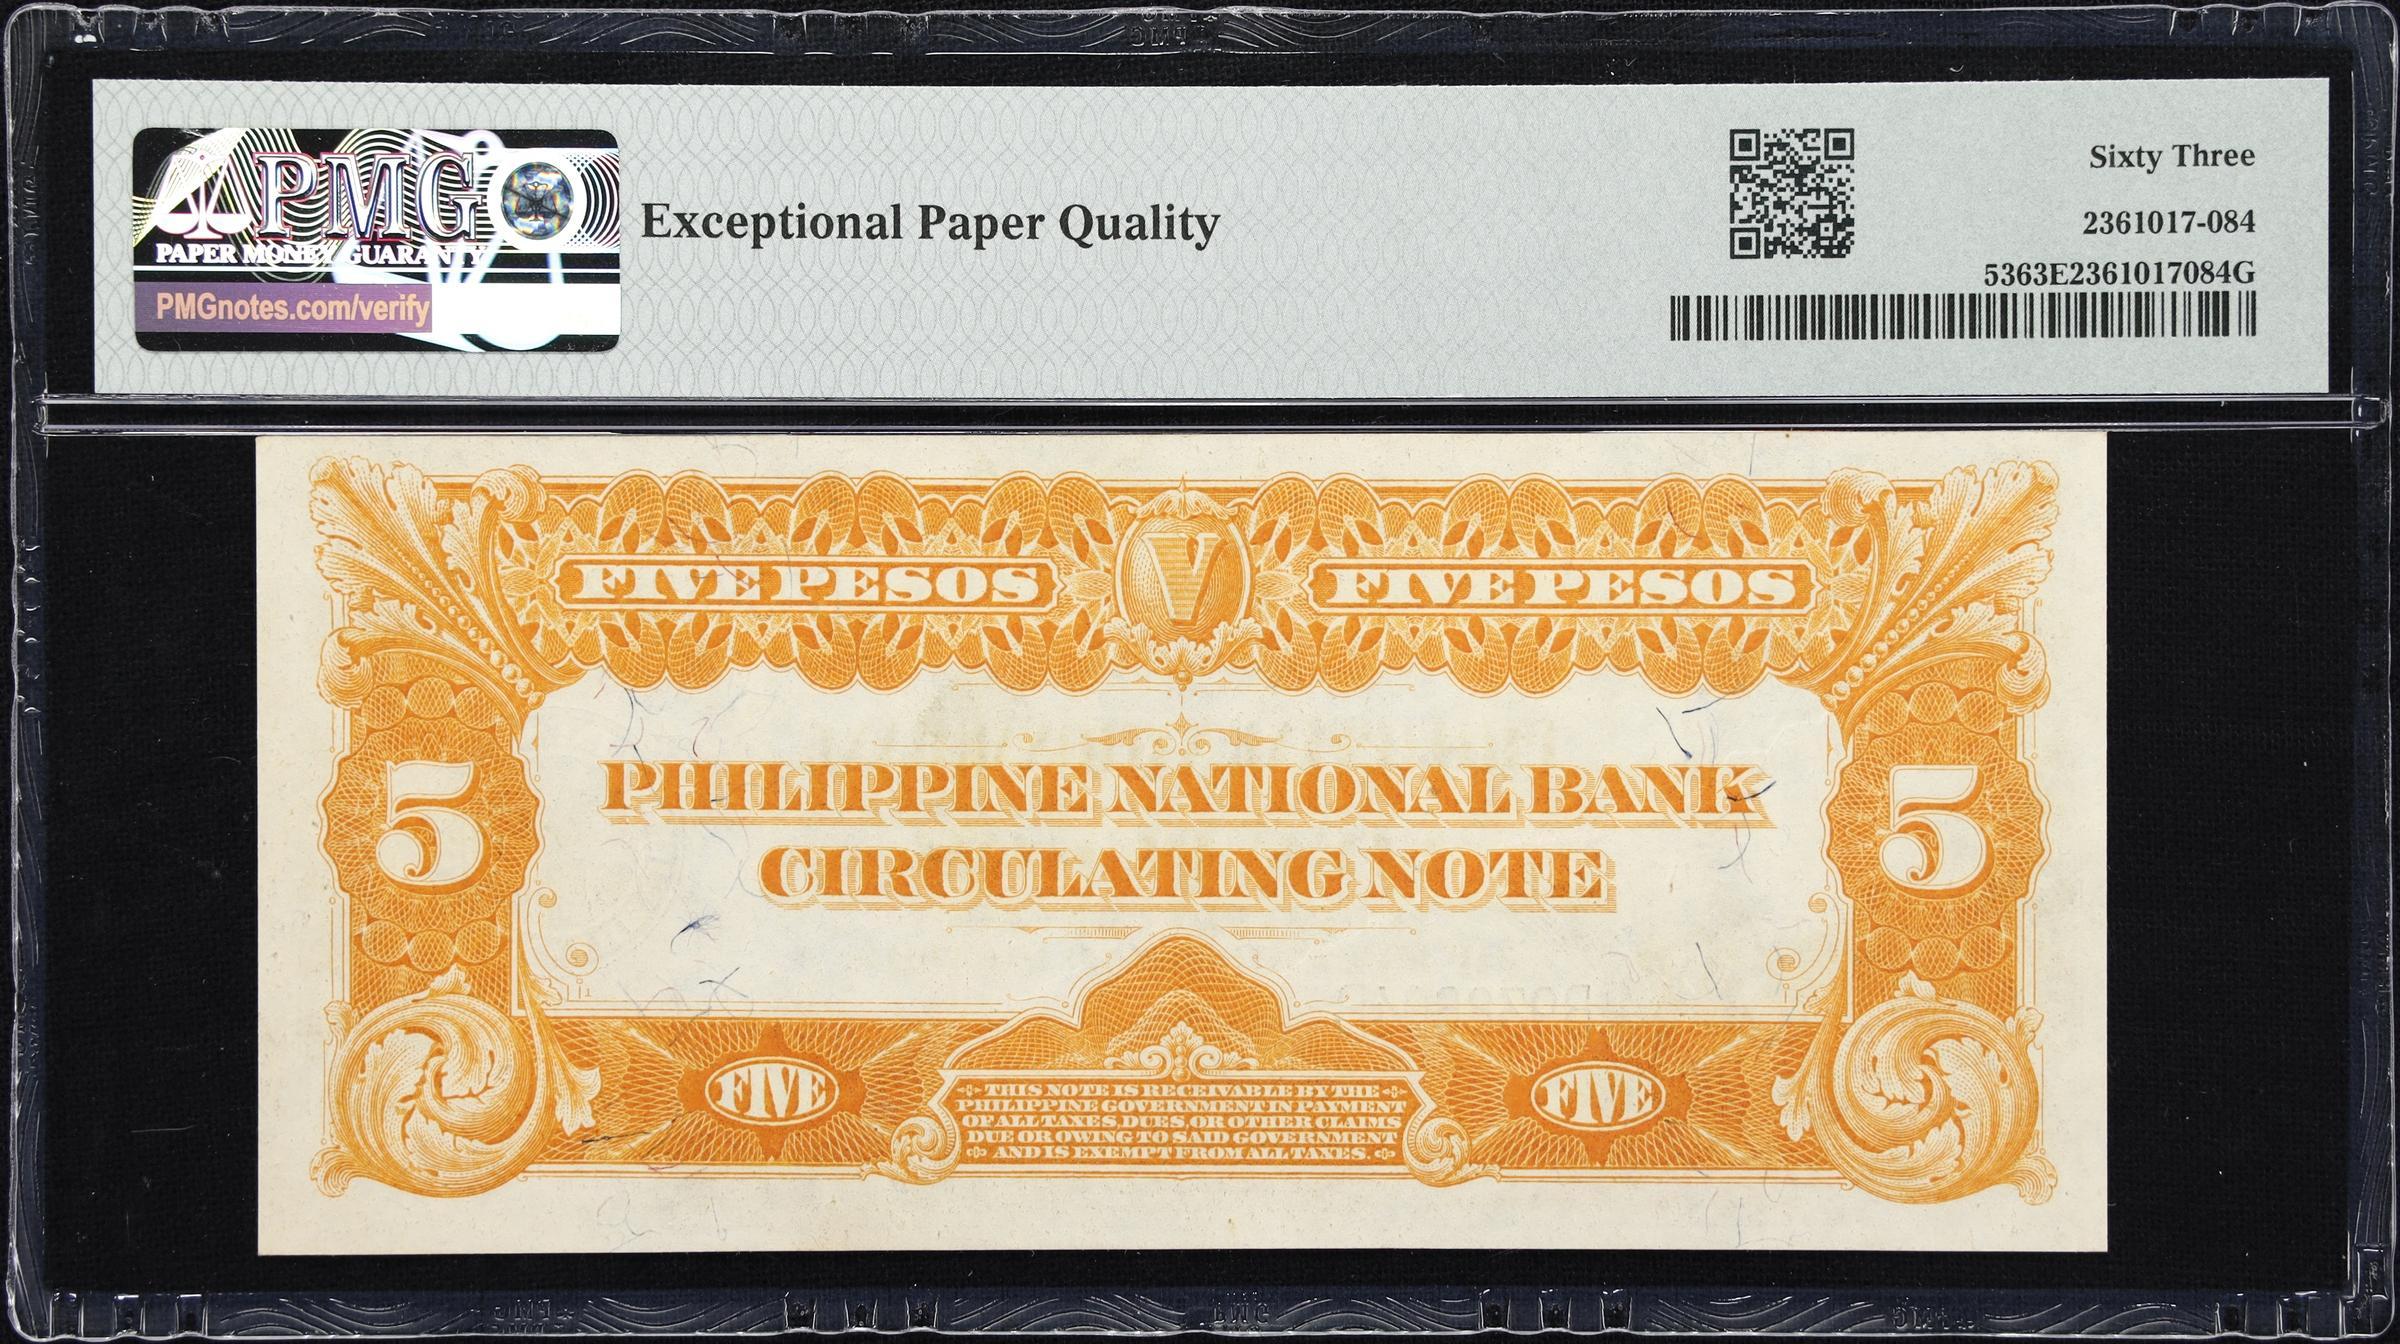 PMG
PAPER MONEY GUARANTY
PMGnotes.com/verify
Exceptional Paper Quality
Sixty Three
2361017-084
5363E2361017084G
FIVE PESOS V FIVE PESOS
5 5
PHILIPPINE NATIONAL BANK
CIRCULATING NOTE
FIVE FIVE
THIS NOTE IS RECEIVABLE BY THE
PHILIPPINE GOVERNMENT IN PAYMENT
OF ALL TAXES, DUES, OR OTHER CLAIMS
DUE OR OWING TO SAID GOVERNMENT
AND IS EXEMPT FROM ALL TAXES.